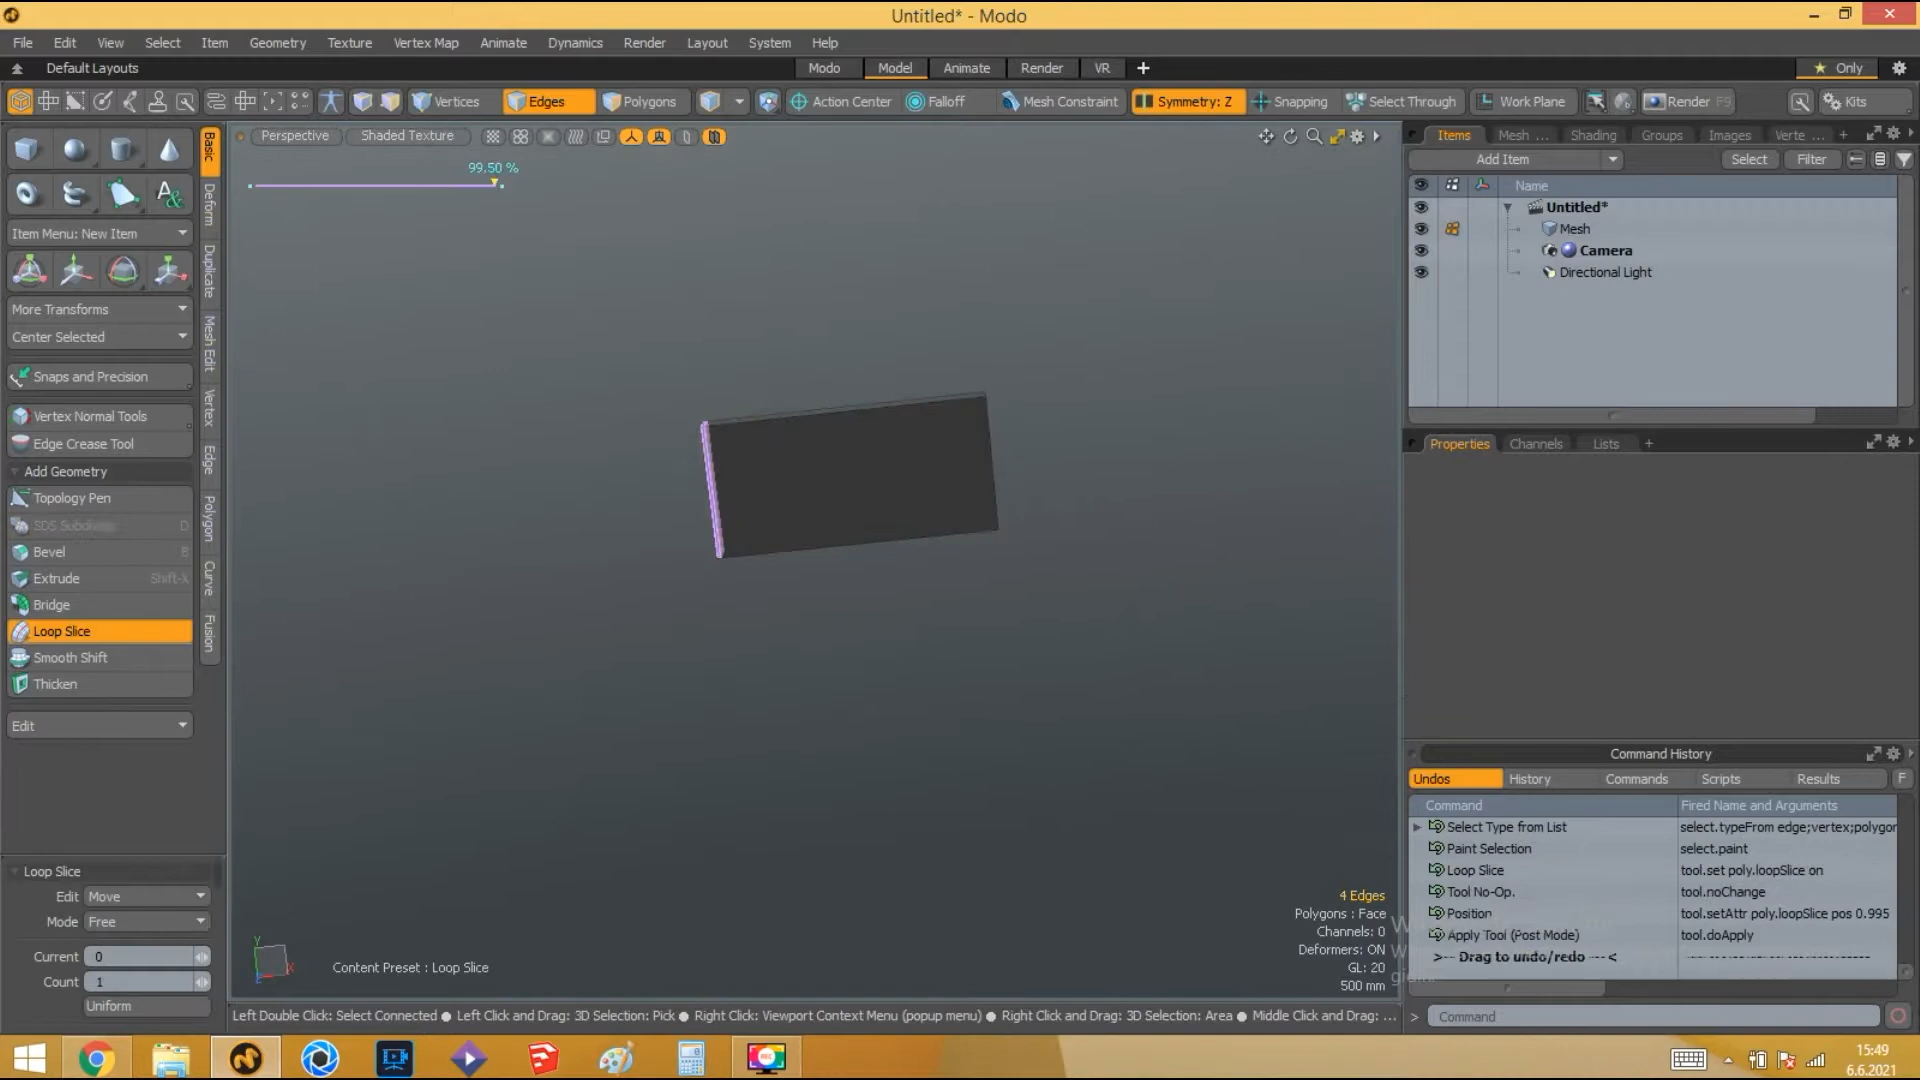 Untitled* - Modo
File Edit View Select Item Geometry Texture Vertex Map Animate Dynamics Render Layout System Help
Default Layouts Modo Model Animate Render VR + Only
Vertices Edges Polygons Action Center Falloff Mesh Constraint Symmetry: Z Snapping Select Through Work Plane Render F9 Kits
Perspective Shaded Texture
99,50 %
Basic
Deform
Duplicate
Mesh Edit
Vertex
Edge
Polygon
Curve
Fusion
Item Menu: New Item
More Transforms
Center Selected
Snaps and Precision
Vertex Normal Tools
Edge Crease Tool
Add Geometry
Topology Pen
SDS Subdivide D
Bevel B
Extrude Shift-X
Bridge
Loop Slice
Smooth Shift
Thicken
Edit
Loop Slice
Edit Move
Mode Free
Current 0
Count 1
Uniform
Y
X
Z
Content Preset : Loop Slice
4 Edges
Polygons : Face
Channels: 0
Deformers: ON
GL: 20
500 mm
Left Double Click: Select Connected ● Left Click and Drag: 3D Selection: Pick ● Right Click: Viewport Context Menu (popup menu) ● Right Click and Drag: 3D Selection: Area ● Middle Click and Drag: ...
Items Mesh ... Shading Groups Images Verte ... +
Add Item Select Filter
Name
Untitled*
Mesh
Camera
Directional Light
Properties Channels Lists +
Command History
Undos History Commands Scripts Results F
Command Fired Name and Arguments
Select Type from List select.typeFrom edge;vertex;polygon
Paint Selection select.paint
Loop Slice tool.set poly.loopSlice on
Tool No-Op. tool.noChange
Position tool.setAttr poly.loopSlice pos 0.995
Apply Tool (Post Mode) tool.doApply
>-- Drag to undo/redo ---<
> Command
15:49
6.6.2021